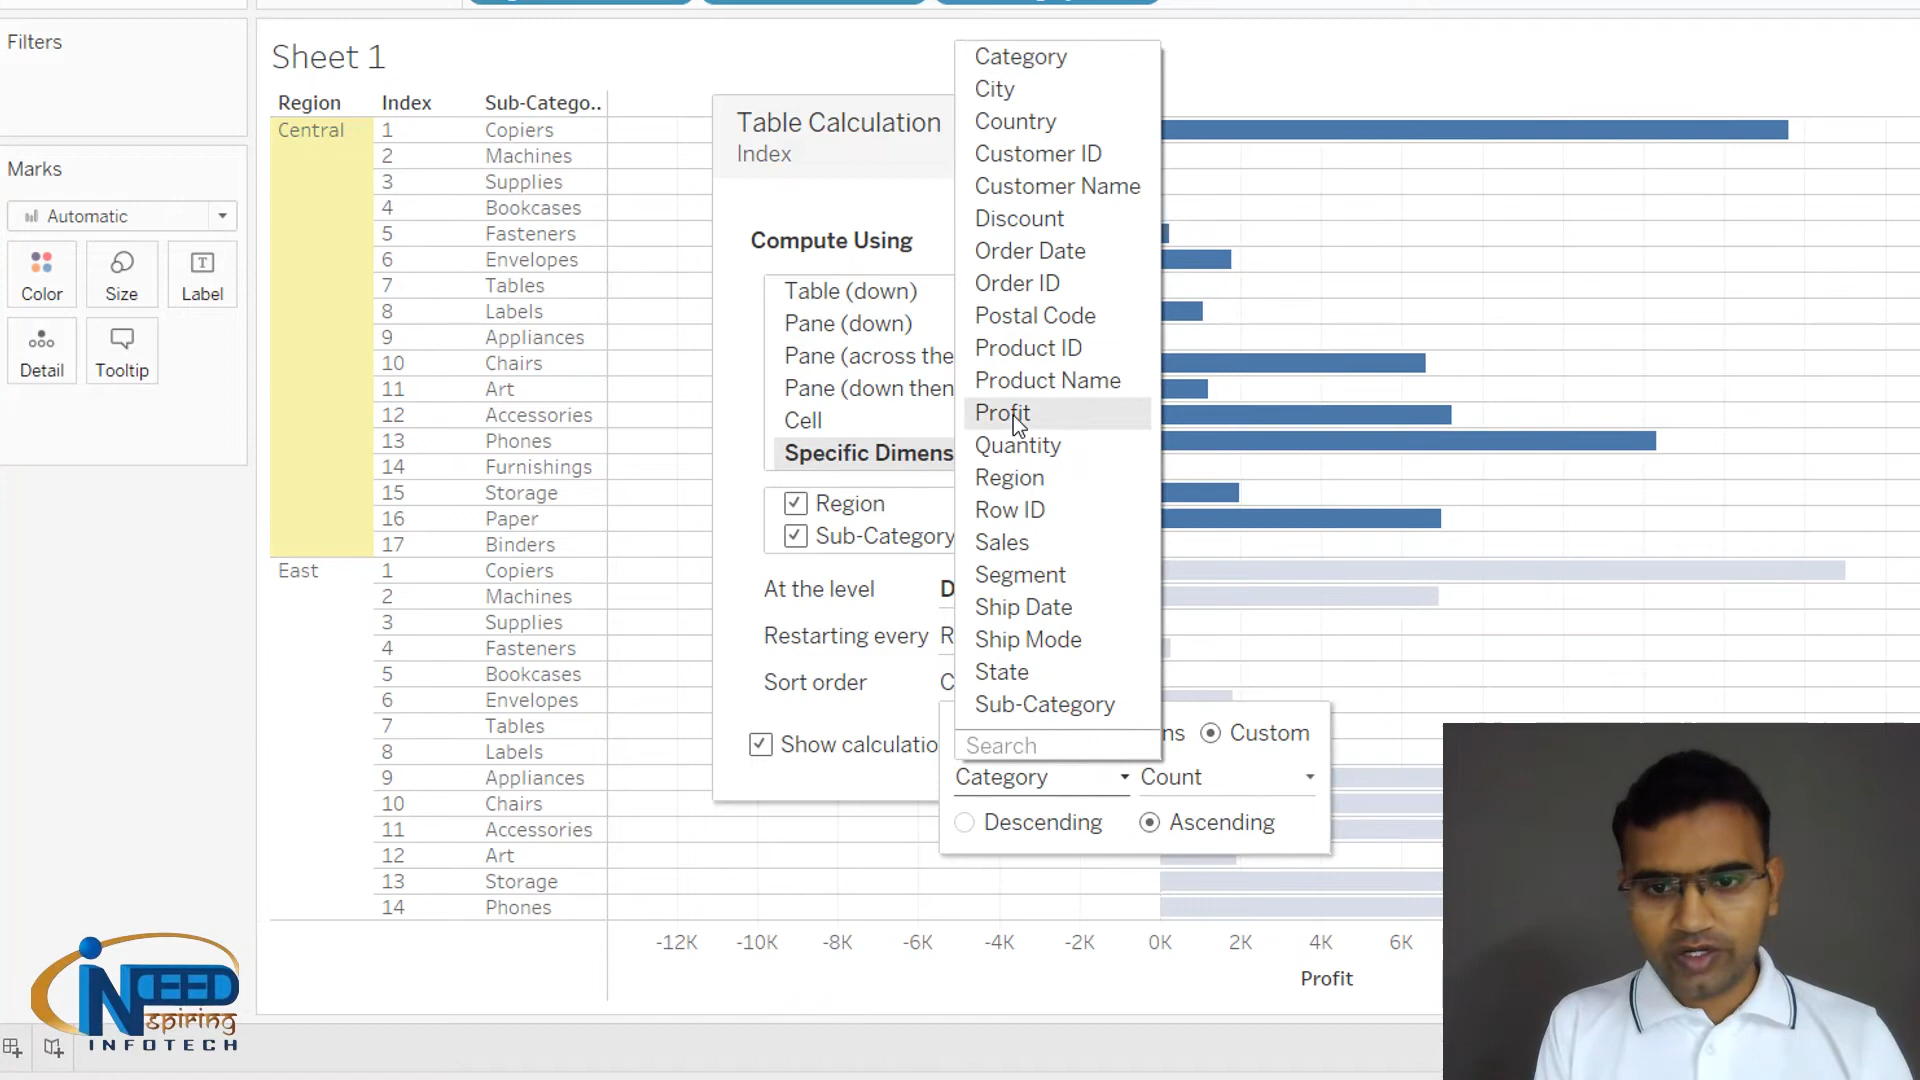 Filters
Marks
Automatic
Color
Size
Label
Detail
Tooltip
Sheet 1
Region Index Sub-Catego..
Central 1 Copiers
2 Machines
3 Supplies
4 Bookcases
5 Fasteners
6 Envelopes
7 Tables
8 Labels
9 Appliances
10 Chairs
11 Art
12 Accessories
13 Phones
14 Furnishings
15 Storage
16 Paper
17 Binders
East 1 Copiers
2 Machines
3 Supplies
4 Fasteners
5 Bookcases
6 Envelopes
7 Tables
8 Labels
9 Appliances
10 Chairs
11 Accessories
12 Art
13 Storage
14 Phones
Table Calculation
Index
Compute Using
Table (down)
Pane (down)
Pane (across the
Pane (down then
Cell
Specific Dimens
Region
Sub-Category
At the level D
Restarting every R
Sort order C
Show calculatio
Category
City
Country
Customer ID
Customer Name
Discount
Order Date
Order ID
Postal Code
Product ID
Product Name
Profit
Quantity
Region
Row ID
Sales
Segment
Ship Date
Ship Mode
State
Sub-Category
Search
ns Custom
Category Count
Descending Ascending
-12K -10K -8K -6K -4K -2K 0K 2K 4K 6K
Profit
iNCEED
nspiring
INFOTECH